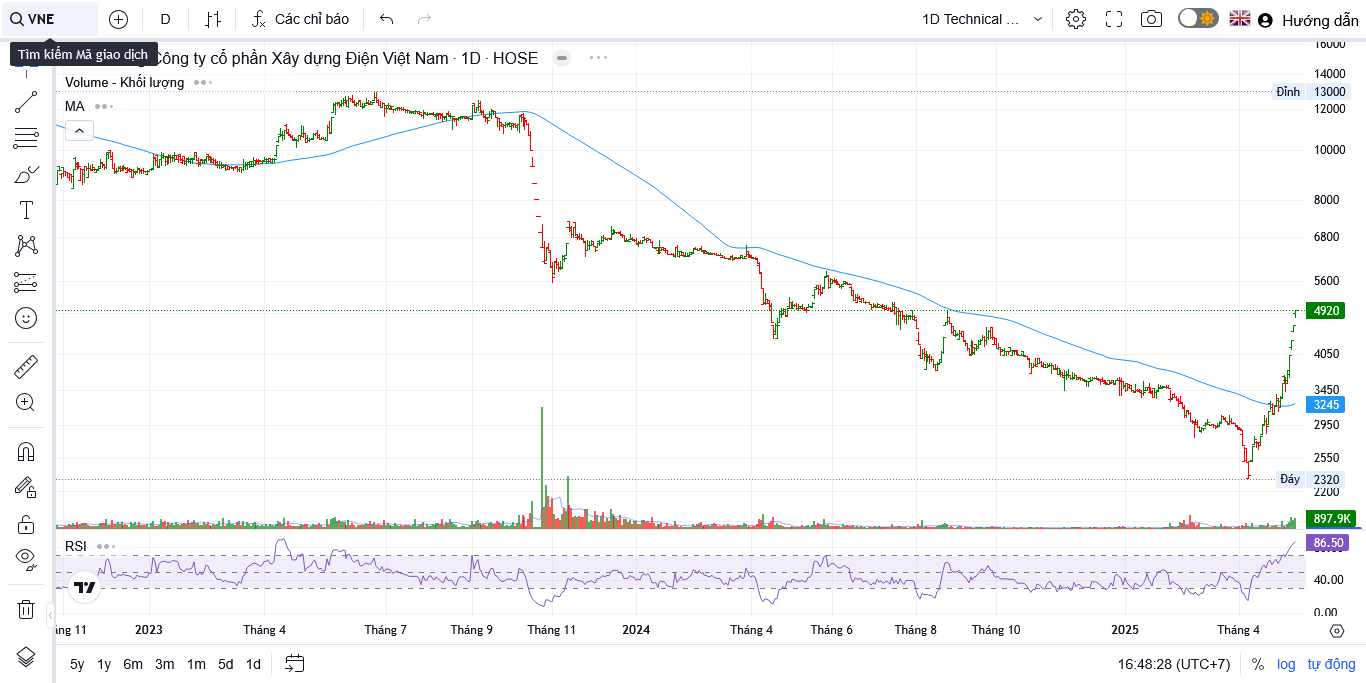 VNE
D
Các chỉ báo
1D Technical ...
Hướng dẫn
Tìm kiếm Mã giao dịch
Công ty cổ phần Xây dựng Điện Việt Nam · 1D · HOSE
Volume - Khối lượng
MA
16000
14000
Đỉnh 13000
12000
10000
8000
6800
5600
4920
4050
3450
3245
2950
2550
Đáy 2320
2200
897.9K
RSI
86.50
40.00
0.00
ng 11 2023 Tháng 4 Tháng 7 Tháng 9 Tháng 11 2024 Tháng 4 Tháng 6 Tháng 8 Tháng 10 2025 Tháng 4
5y 1y 6m 3m 1m 5d 1d
16:48:28 (UTC+7) % log tự động